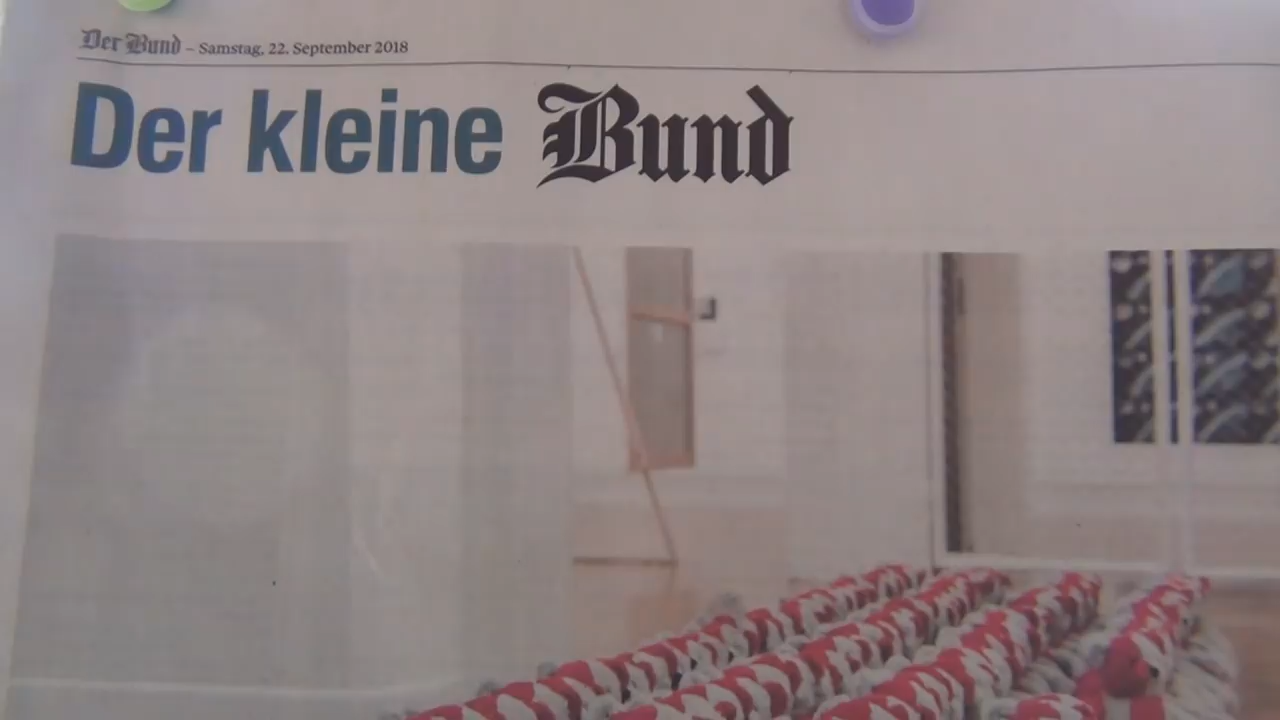 Der Bund – Samstag, 22. September 2018
Der kleine Bund